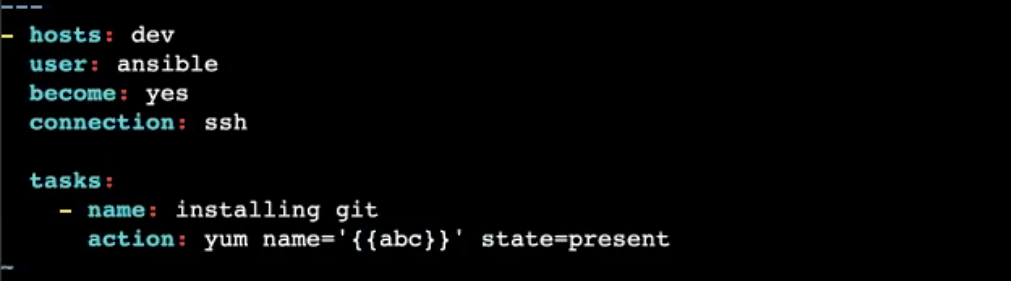 ---
- hosts: dev
  user: ansible
  become: yes
  connection: ssh

  tasks:
    - name: installing git
      action: yum name='{{abc}}' state=present
~